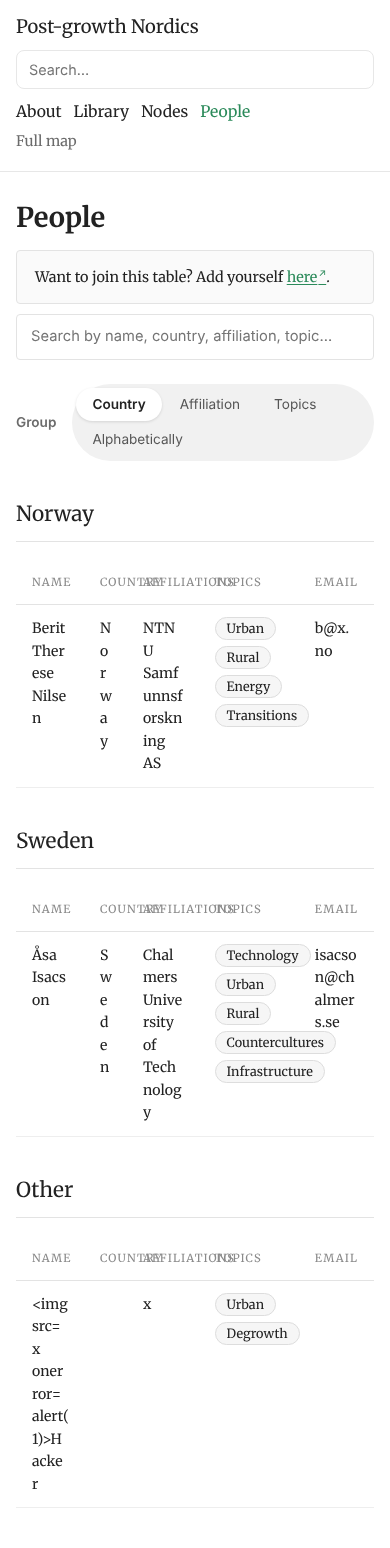 Post-growth Nordics
Search...
About Library Nodes People
Full map
People
Want to join this table? Add yourself here↗.
Search by name, country, affiliation, topic...
Group
Country Affiliation Topics
Alphabetically
Norway
NAME COUNTRY AFFILIATIONS TOPICS EMAIL
Berit
Ther
ese
Nilse
n
N
o
r
w
a
y
NTN
U
Samf
unnsf
orskn
ing
AS
Urban
Rural
Energy
Transitions
b@x.
no
Sweden
NAME COUNTRY AFFILIATIONS TOPICS EMAIL
Åsa
Isacs
on
S
w
e
d
e
n
Chal
mers
Unive
rsity
of
Tech
nolog
y
Technology
Urban
Rural
Countercultures
Infrastructure
isacso
n@ch
almer
s.se
Other
NAME COUNTRY AFFILIATIONS TOPICS EMAIL
<img
src=
x
oner
ror=
alert(
1)>H
acke
r
x
Urban
Degrowth